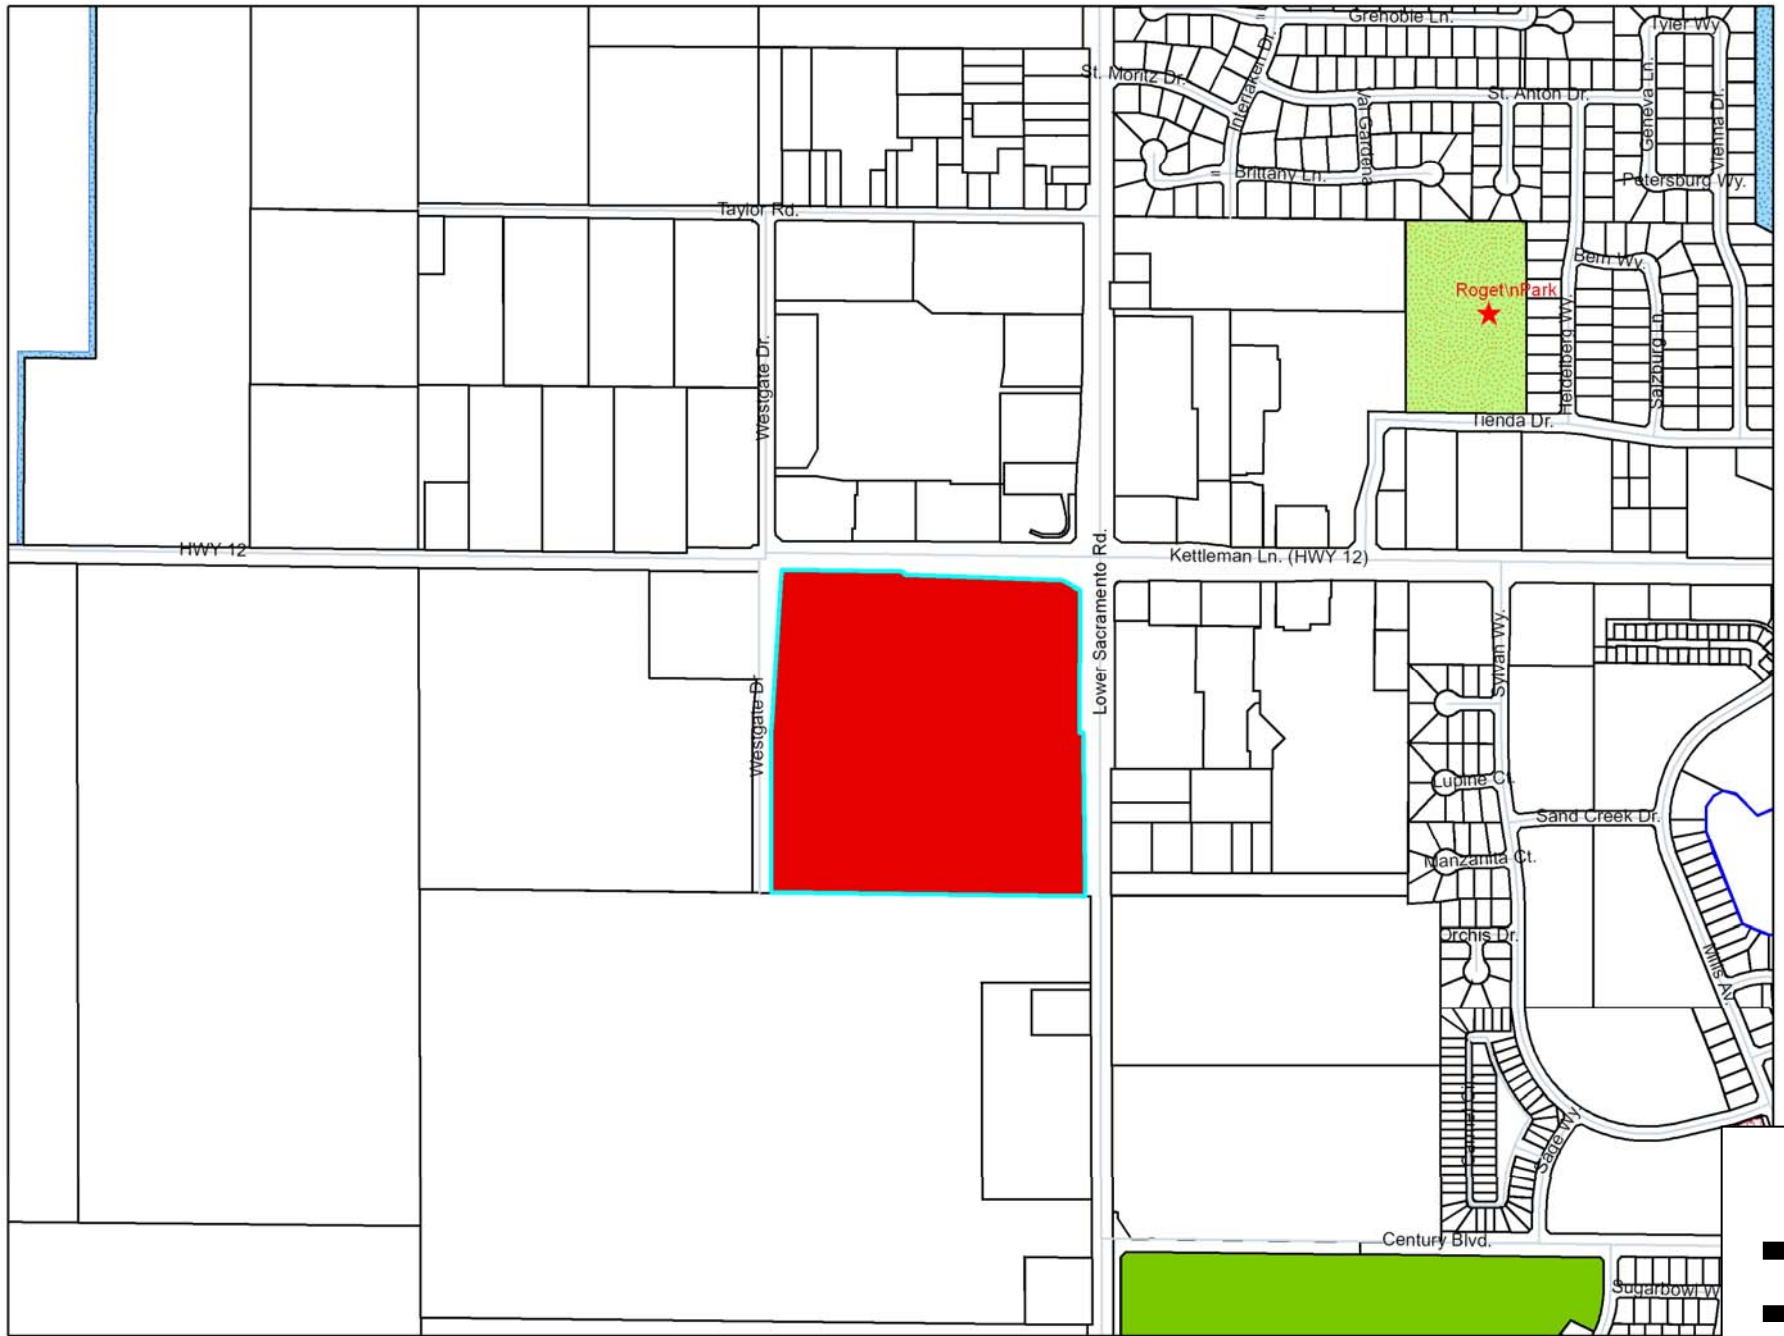 Grenoble Ln.
Tyler Wy
St. Moritz Dr.
Interlaken Dr.
Val Gardena
St. Anton Dr.
Geneva Ln.
Vienna Dr.
Brittany Ln.
Petersburg Wy.
Taylor Rd.
Bern Wy.
Roget\nPark
Heidelberg Wy.
Salzburg Ln.
Westgate Dr.
Tienda Dr.
HWY 12
Kettleman Ln. (HWY 12)
Lower Sacramento Rd.
Sylvan Wy.
Westgate Dr
Lupine Ct.
Sand Creek Dr.
Manzanita Ct.
Orchis Dr.
Mills Av.
Sage Wy.
Century Blvd.
Sugarbowl W